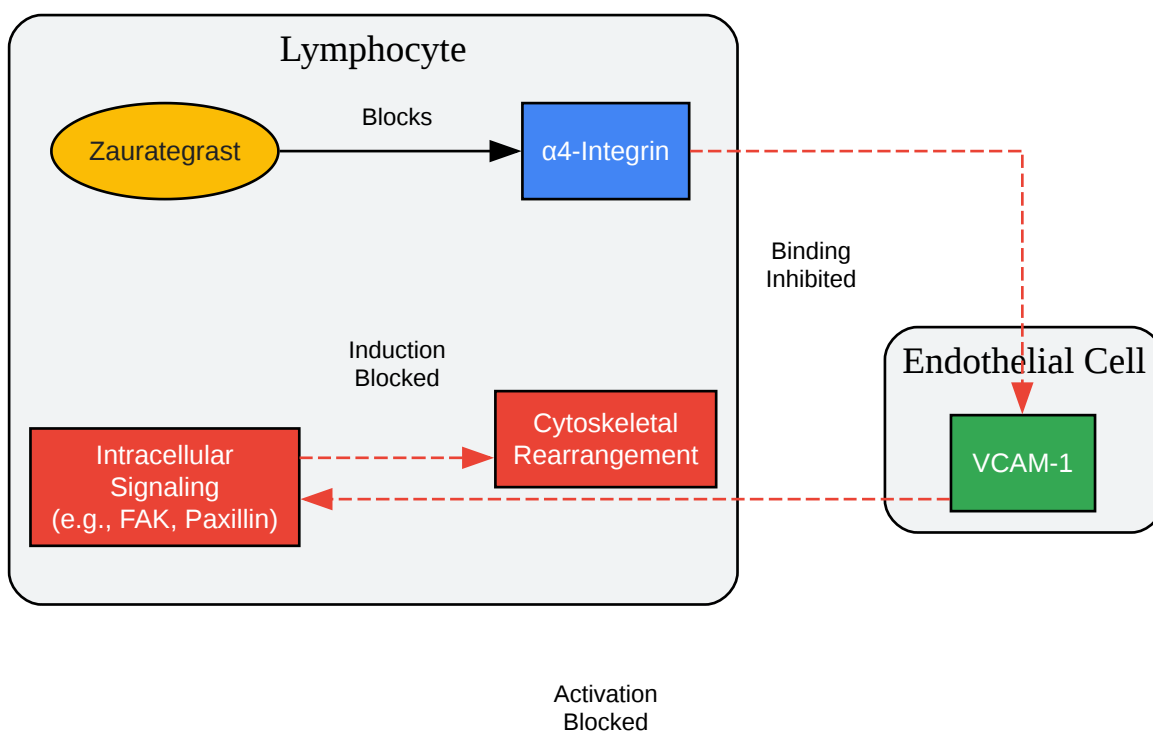 Lymphocyte
Blocks
Zaurategrast
α4-Integrin
Binding
Inhibited
Induction
Blocked
Endothelial Cell
Cytoskeletal
Rearrangement
Intracellular
Signaling
(e.g., FAK, Paxillin)
VCAM-1
Activation
Blocked